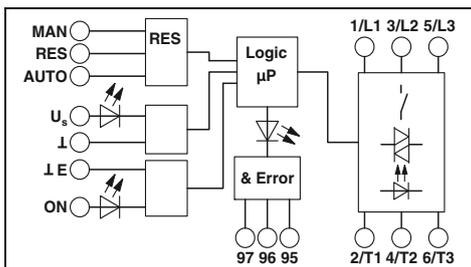 MAN
RES
AUTO
RES
Us
⊥
⊥ E
ON
Logic
µP
& Error
97 96 95
1/L1 3/L2 5/L3
2/T1 4/T2 6/T3